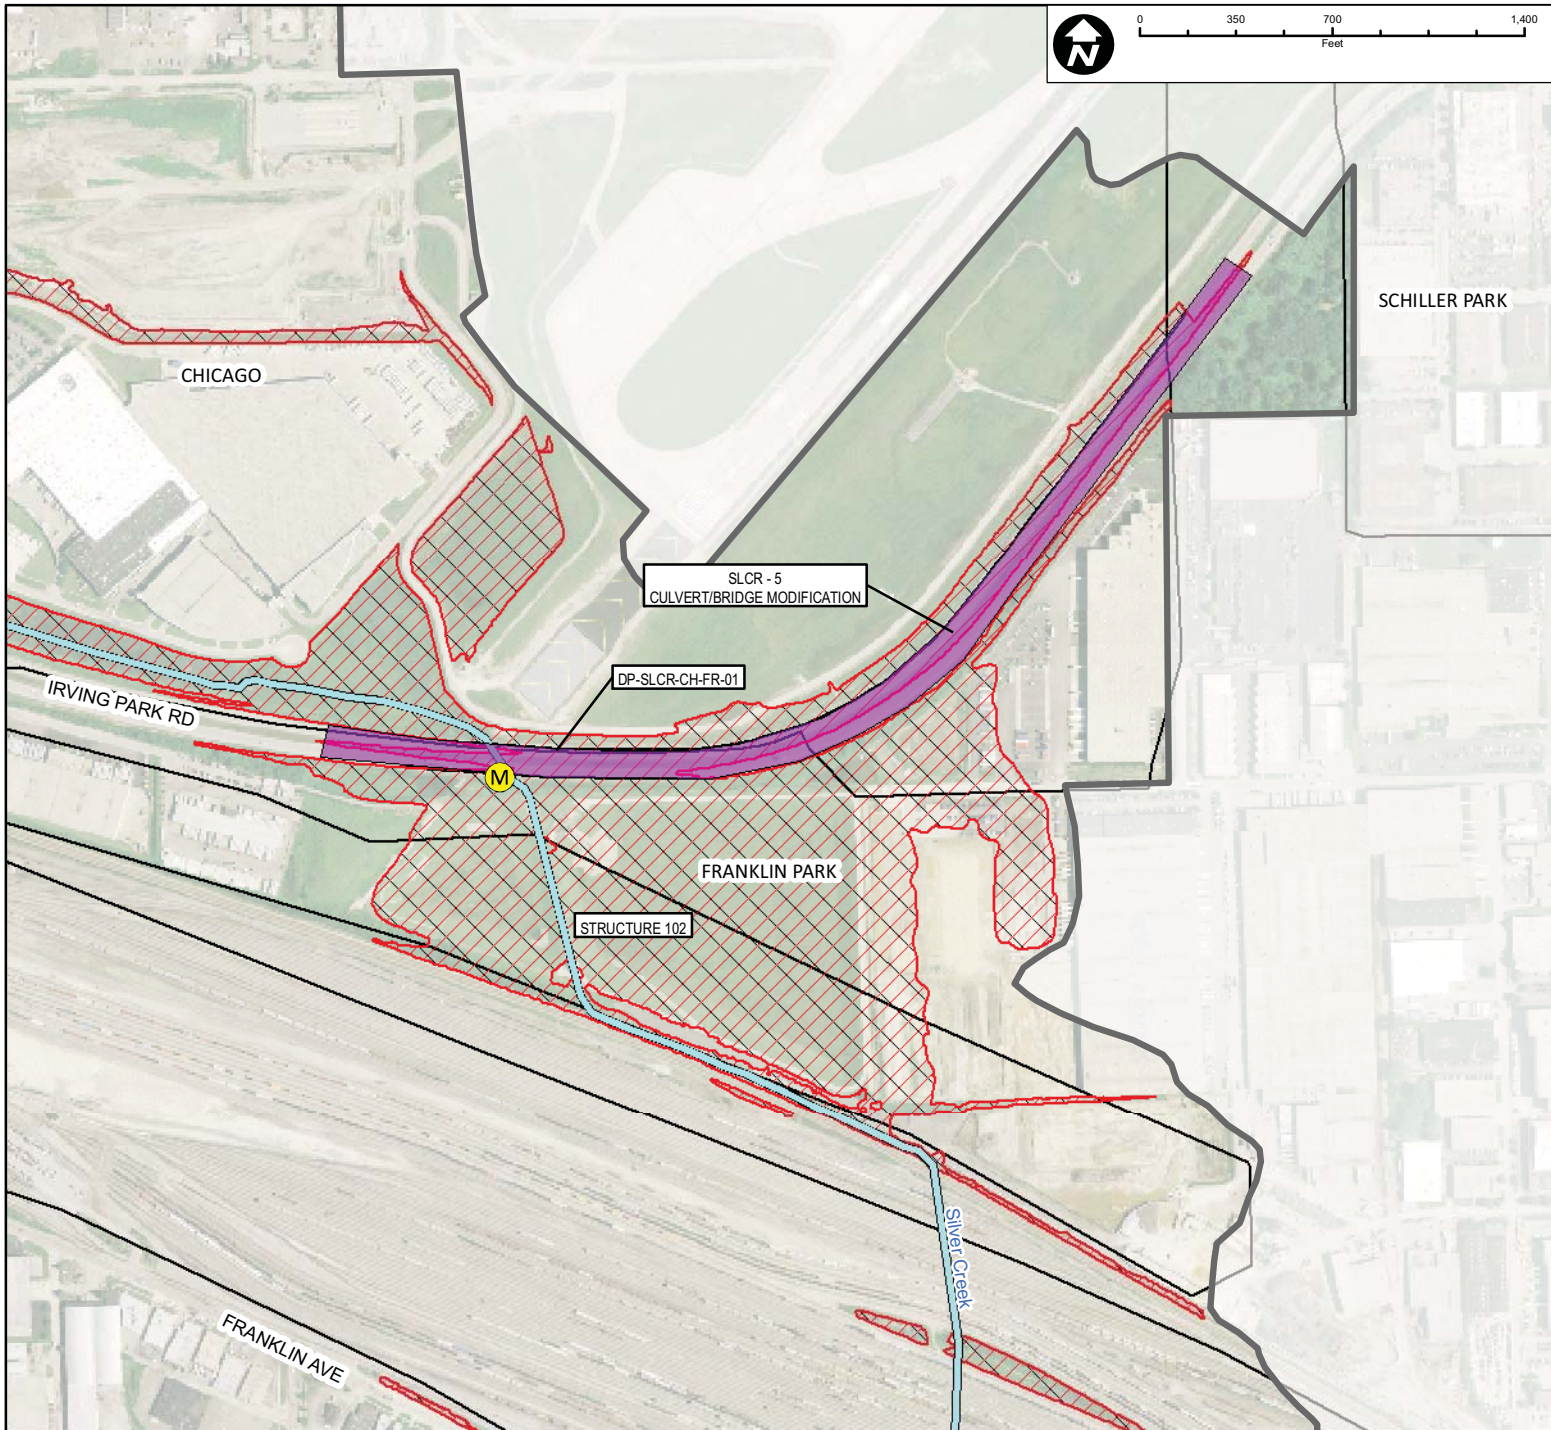 0 350 700 1,400
Feet
N
SCHILLER PARK
CHICAGO
SLCR - 5
CULVERT/BRIDGE MODIFICATION
DP-SLCR-CH-FR-01
IRVING PARK RD
M
FRANKLIN PARK
STRUCTURE 102
Silver Creek
FRANKLIN AVE